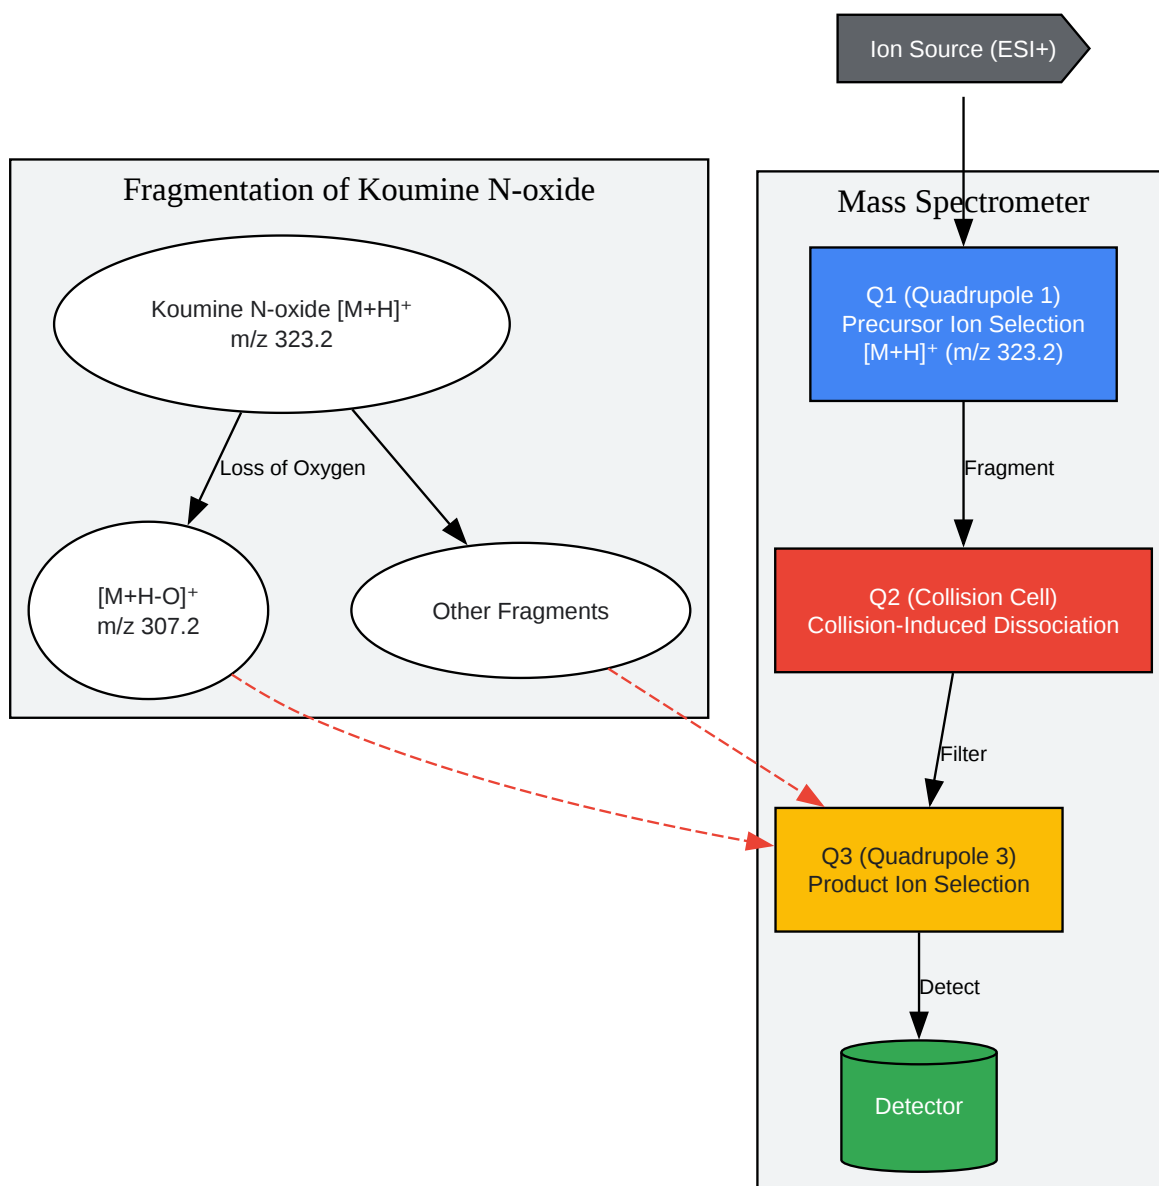 Ion Source (ESI+)
Fragmentation of Koumine N-oxide
Koumine N-oxide [M+H]⁺
m/z 323.2
Loss of Oxygen
[M+H-O]⁺
m/z 307.2
Other Fragments
Mass Spectrometer
Q1 (Quadrupole 1)
Precursor Ion Selection
[M+H]⁺ (m/z 323.2)
Fragment
Q2 (Collision Cell)
Collision-Induced Dissociation
Filter
Q3 (Quadrupole 3)
Product Ion Selection
Detect
Detector